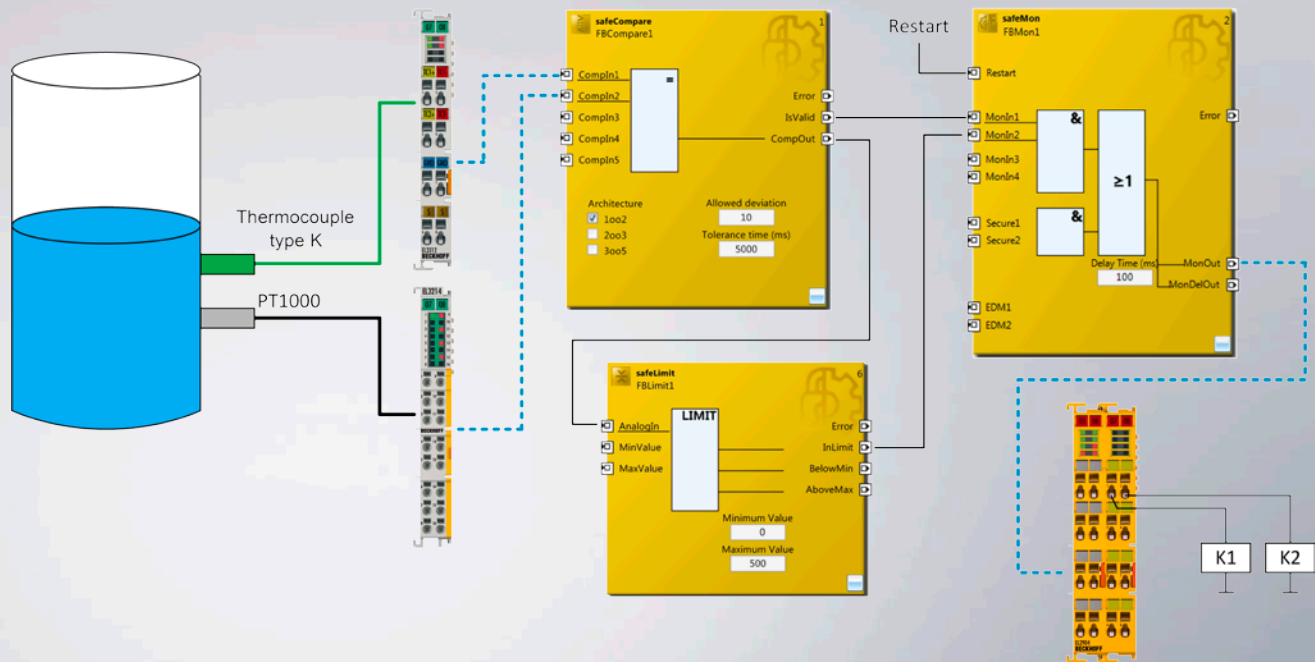 Thermocouple
type K
PT1000
EL3312
BECKHOFF
EL3214
BECKHOFF
safeCompare
FBCompare1
1
CompIn1
CompIn2
CompIn3
CompIn4
CompIn5
=
Error
IsValid
CompOut
Architecture
1oo2
2oo3
3oo5
Allowed deviation
10
Tolerance time (ms)
5000
safeLimit
FBLimit1
6
AnalogIn
MinValue
MaxValue
LIMIT
Error
InLimit
BelowMin
AboveMax
Minimum Value
0
Maximum Value
500
Restart
safeMon
FBMon1
2
Restart
MonIn1
MonIn2
MonIn3
MonIn4
Secure1
Secure2
EDM1
EDM2
&
&
≥1
Error
Delay Time (ms)
100
MonOut
MonDelOut
EL2904
BECKHOFF
K1
K2